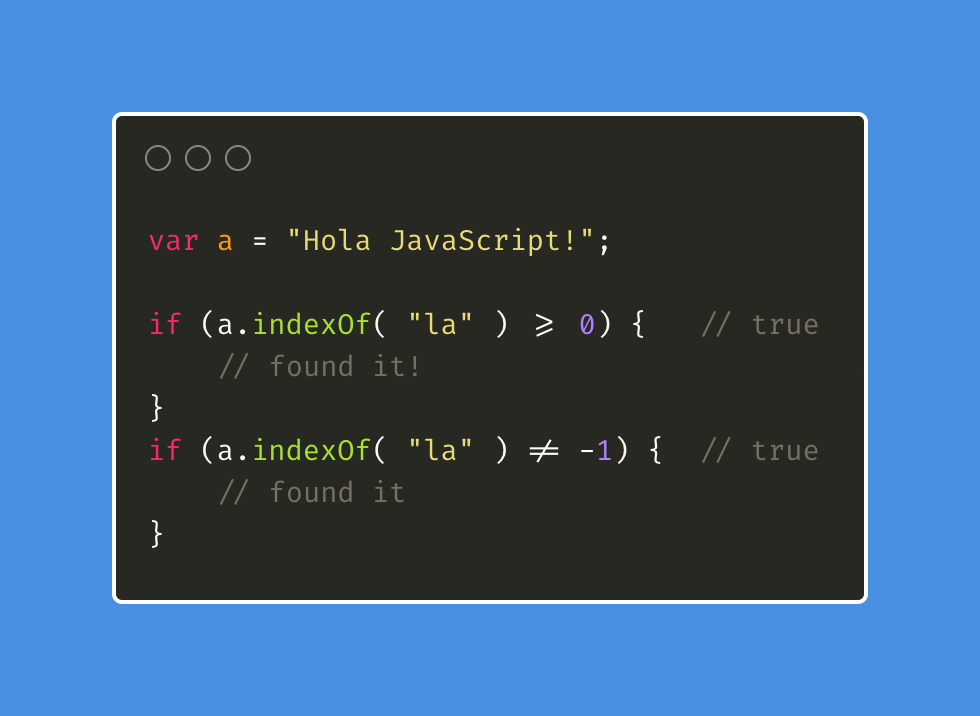 var a = "Hola JavaScript!";
if (a.indexOf( "la" ) >= 0) {   // true
    // found it!
}
if (a.indexOf( "la" ) != -1) {  // true
    // found it
}